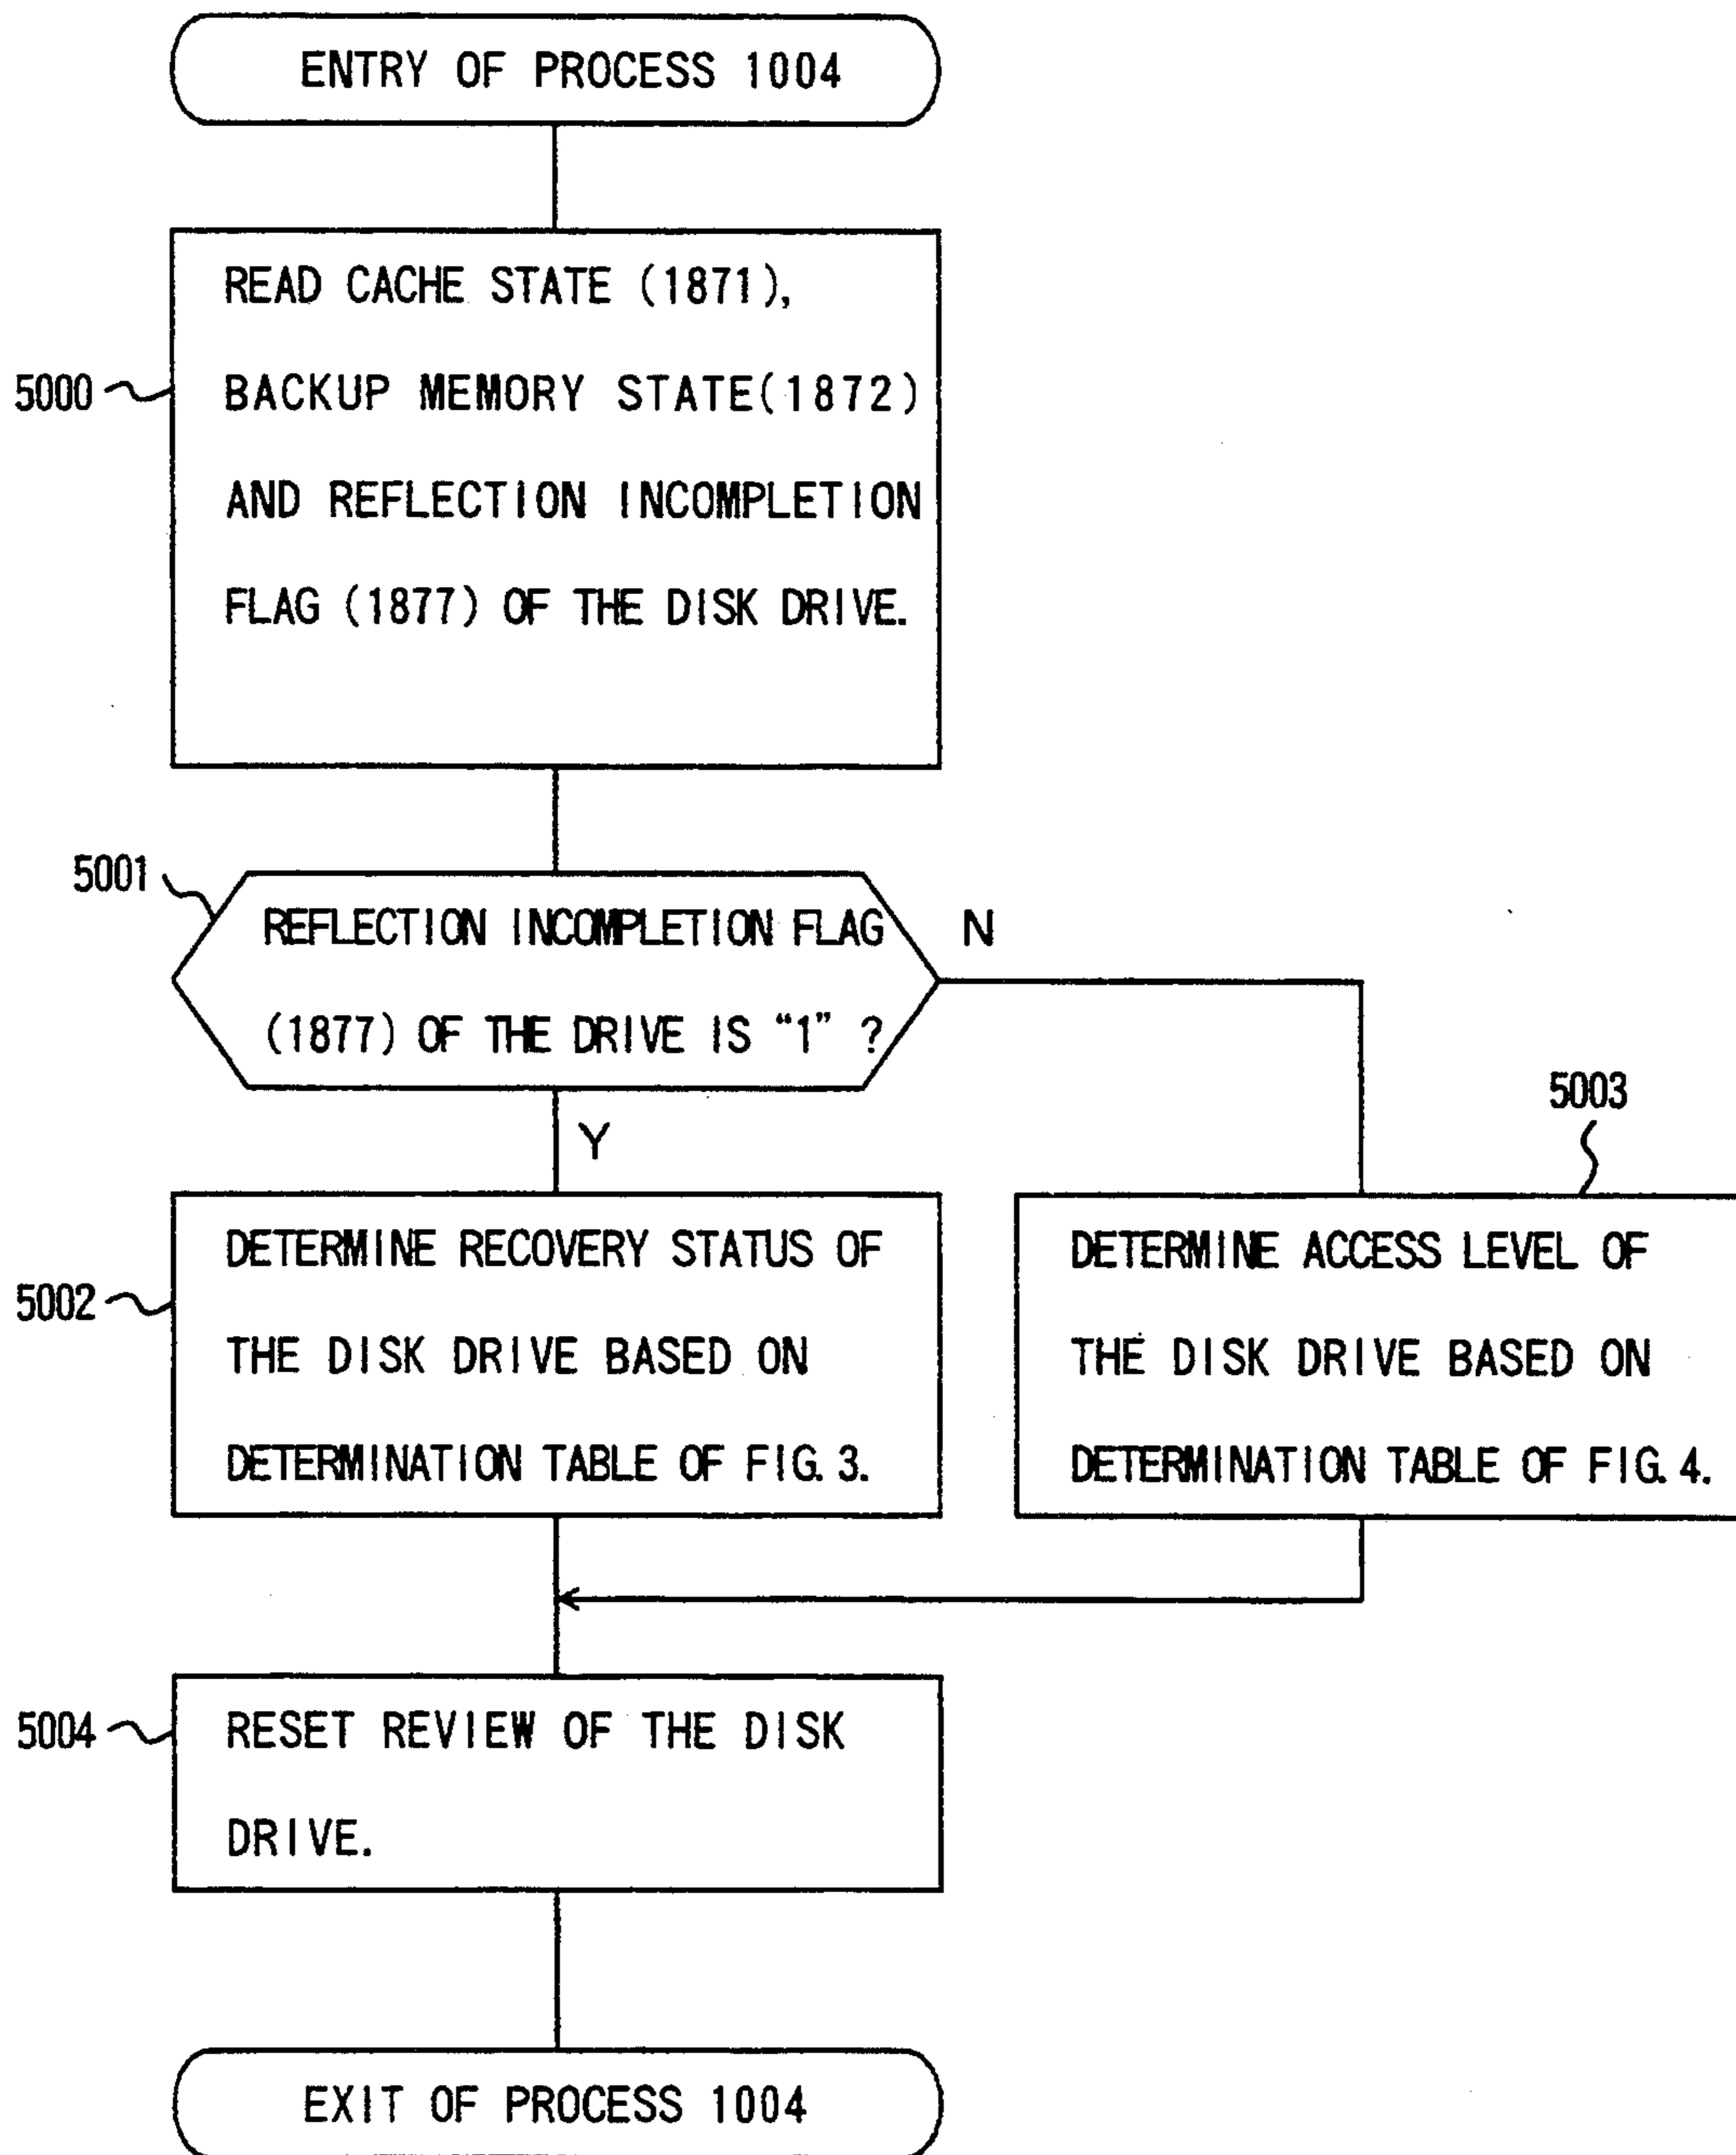 ENTRY OF PROCESS 1004
READ CACHE STATE (1871),
5000
BACKUP MEMORY STATE(1872)
AND REFLECTION INCOMPLETION
FLAG (1877) OF THE DISK DRIVE.
5001
REFLECTION INCOMPLETION FLAG
N
(1877) OF THE DRIVE IS “1” ?
Y
5003
DETERMINE RECOVERY STATUS OF
5002
THE DISK DRIVE BASED ON
DETERMINATION TABLE OF FIG. 3.
DETERMINE ACCESS LEVEL OF
THE DISK DRIVE BASED ON
DETERMINATION TABLE OF FIG. 4.
5004
RESET REVIEW OF THE DISK
DRIVE.
EXIT OF PROCESS 1004